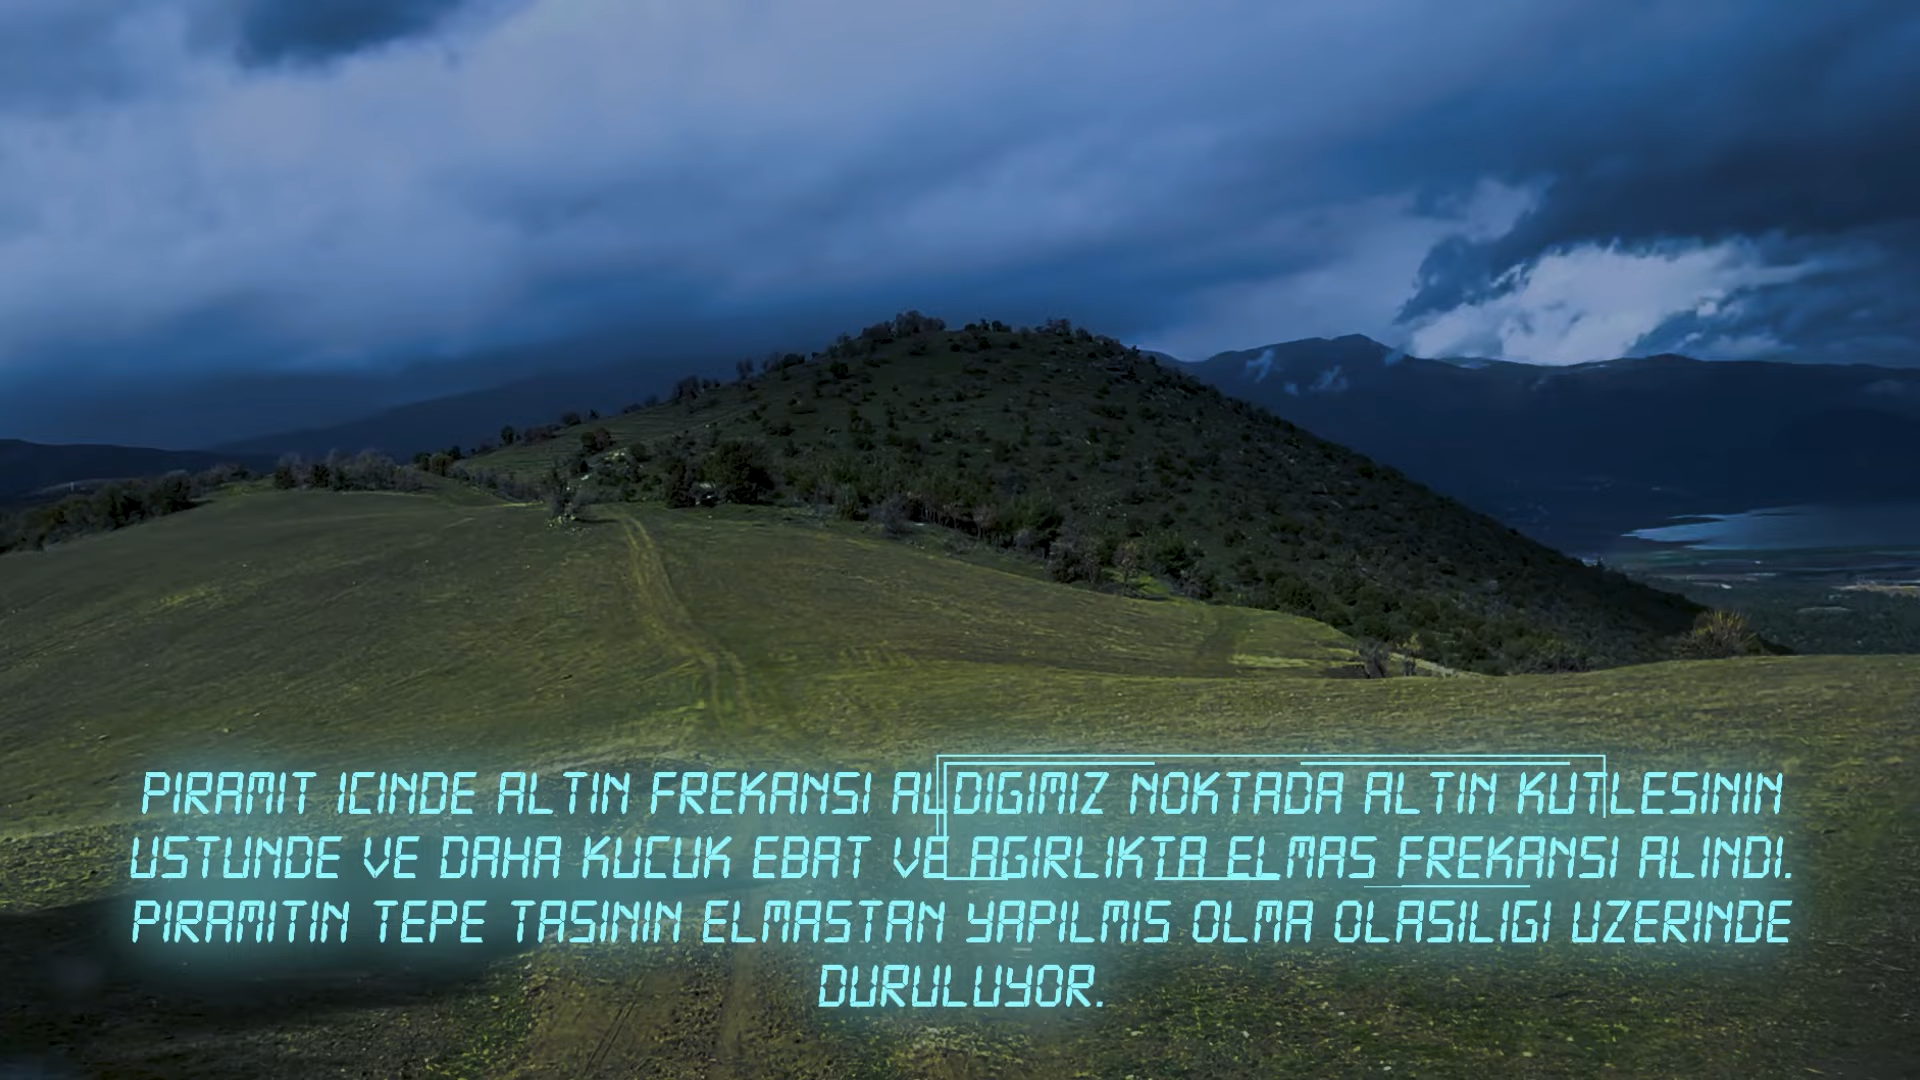 PIRAMIT ICINDE ALTIN FREKANSI ALDIGIMIZ NOKTADA ALTIN KUTLESININ
USTUNDE VE DAHA KUCUK EBAT VE AGIRLIKTA ELMAS FREKANSI ALINDI.
PIRAMITIN TEPE TASININ ELMASTAN YAPILMIS OLMA OLASILIGI UZERINDE
DURULUYOR.